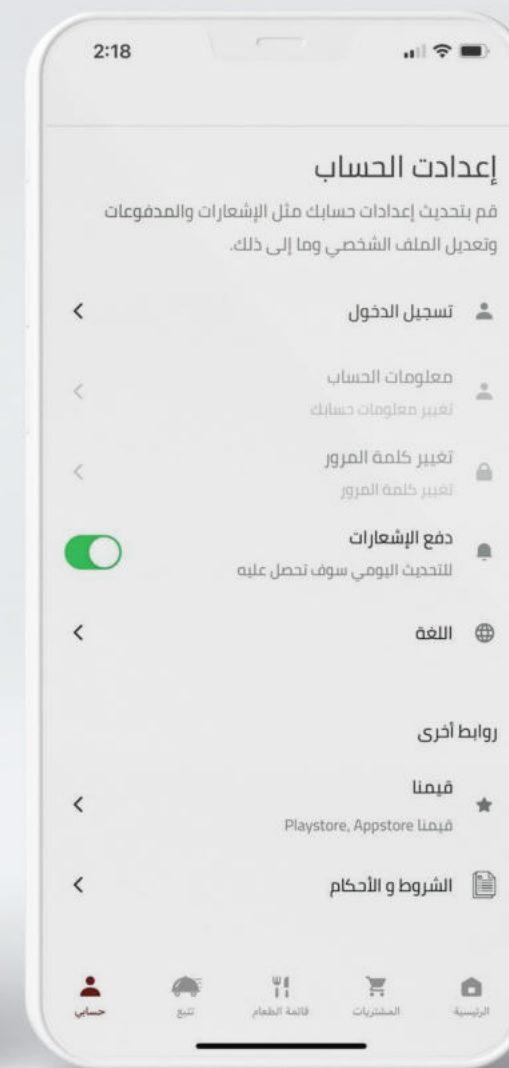 2:18
إعدادت الحساب
قم بتحديث إعدادات حسابك مثل الإشعارات والمدفوعات
وتعديل الملف الشخصي وما إلى ذلك.
تسجيل الدخول
معلومات الحساب
تغيير معلومات حسابك
تغيير كلمة المرور
تغيير كلمة المرور
دفع الإشعارات
للتحديث اليومي سوف تحصل عليه
اللغة
روابط أخرى
قيمنا
قيمنا Playstore, Appstore
الشروط و الأحكام
الرئيسية
المشتريات
قائمة الطعام
تتبع
حسابي